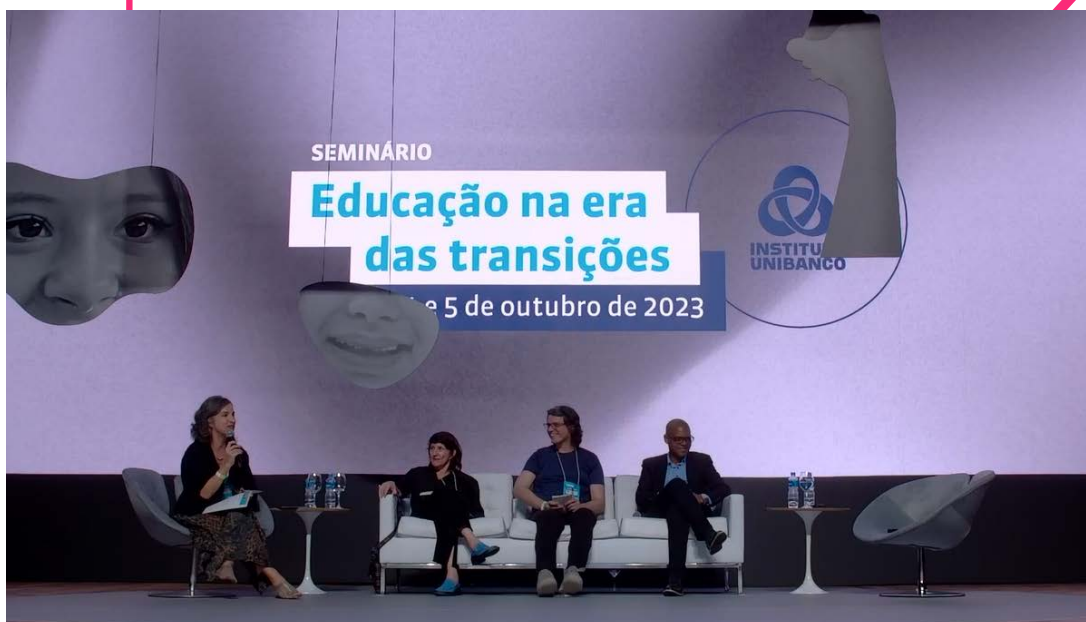 SEMINÁRIO
Educação na era
das transições
e 5 de outubro de 2023
UNIBANCO